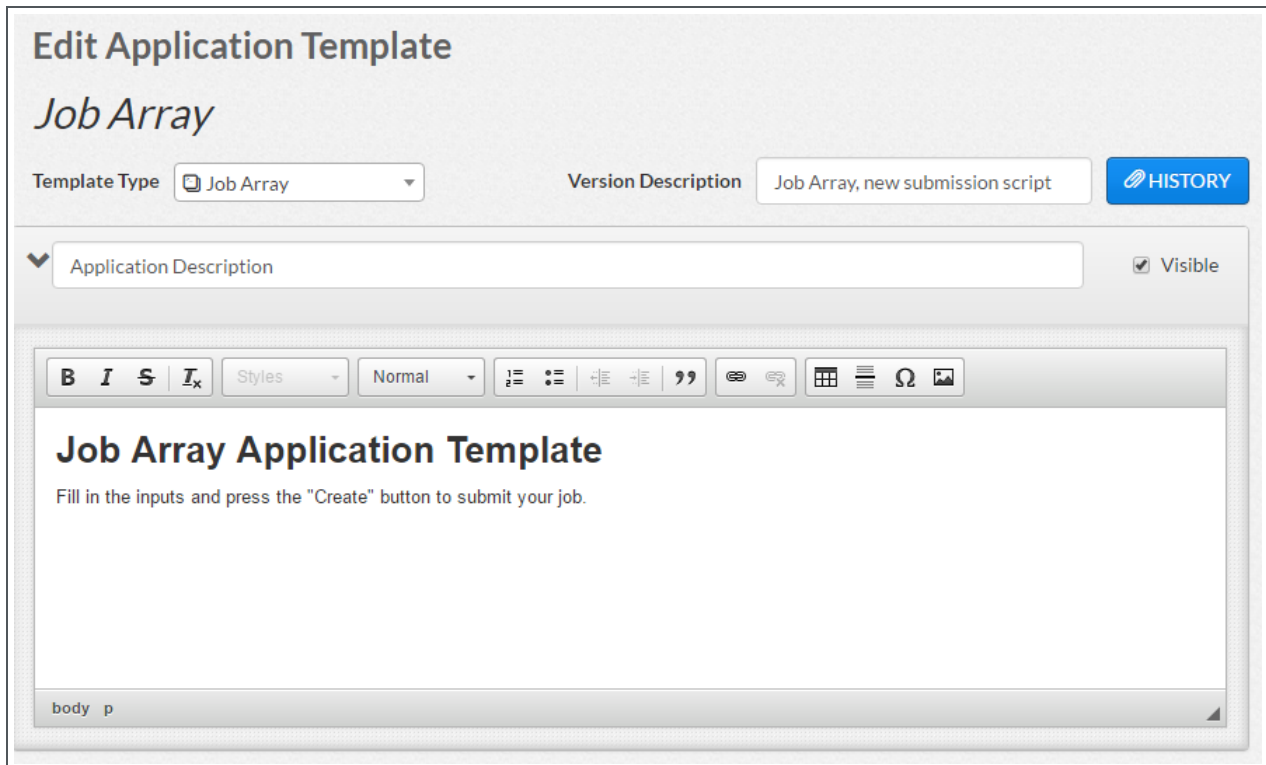 Edit Application Template
Job Array
Template Type Job Array Version Description Job Array, new submission script HISTORY
Application Description Visible
B I S Ix Styles Normal Ω
Job Array Application Template
Fill in the inputs and press the "Create" button to submit your job.
body p